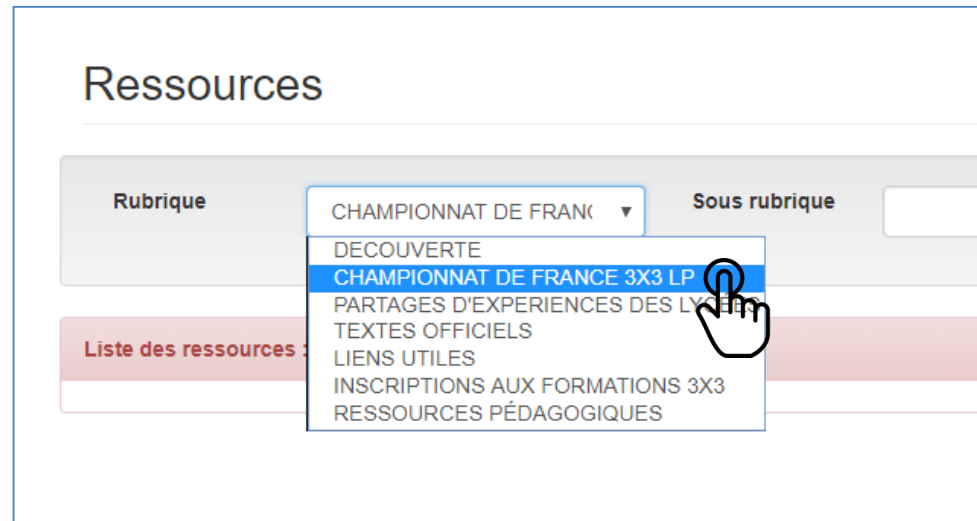 Ressources
Rubrique
CHAMPIONNAT DE FRANC
Sous rubrique
DECOUVERTE
CHAMPIONNAT DE FRANCE 3X3 LP
PARTAGES D'EXPERIENCES DES LYCÉES
TEXTES OFFICIELS
LIENS UTILES
INSCRIPTIONS AUX FORMATIONS 3X3
RESSOURCES PÉDAGOGIQUES
Liste des ressources :